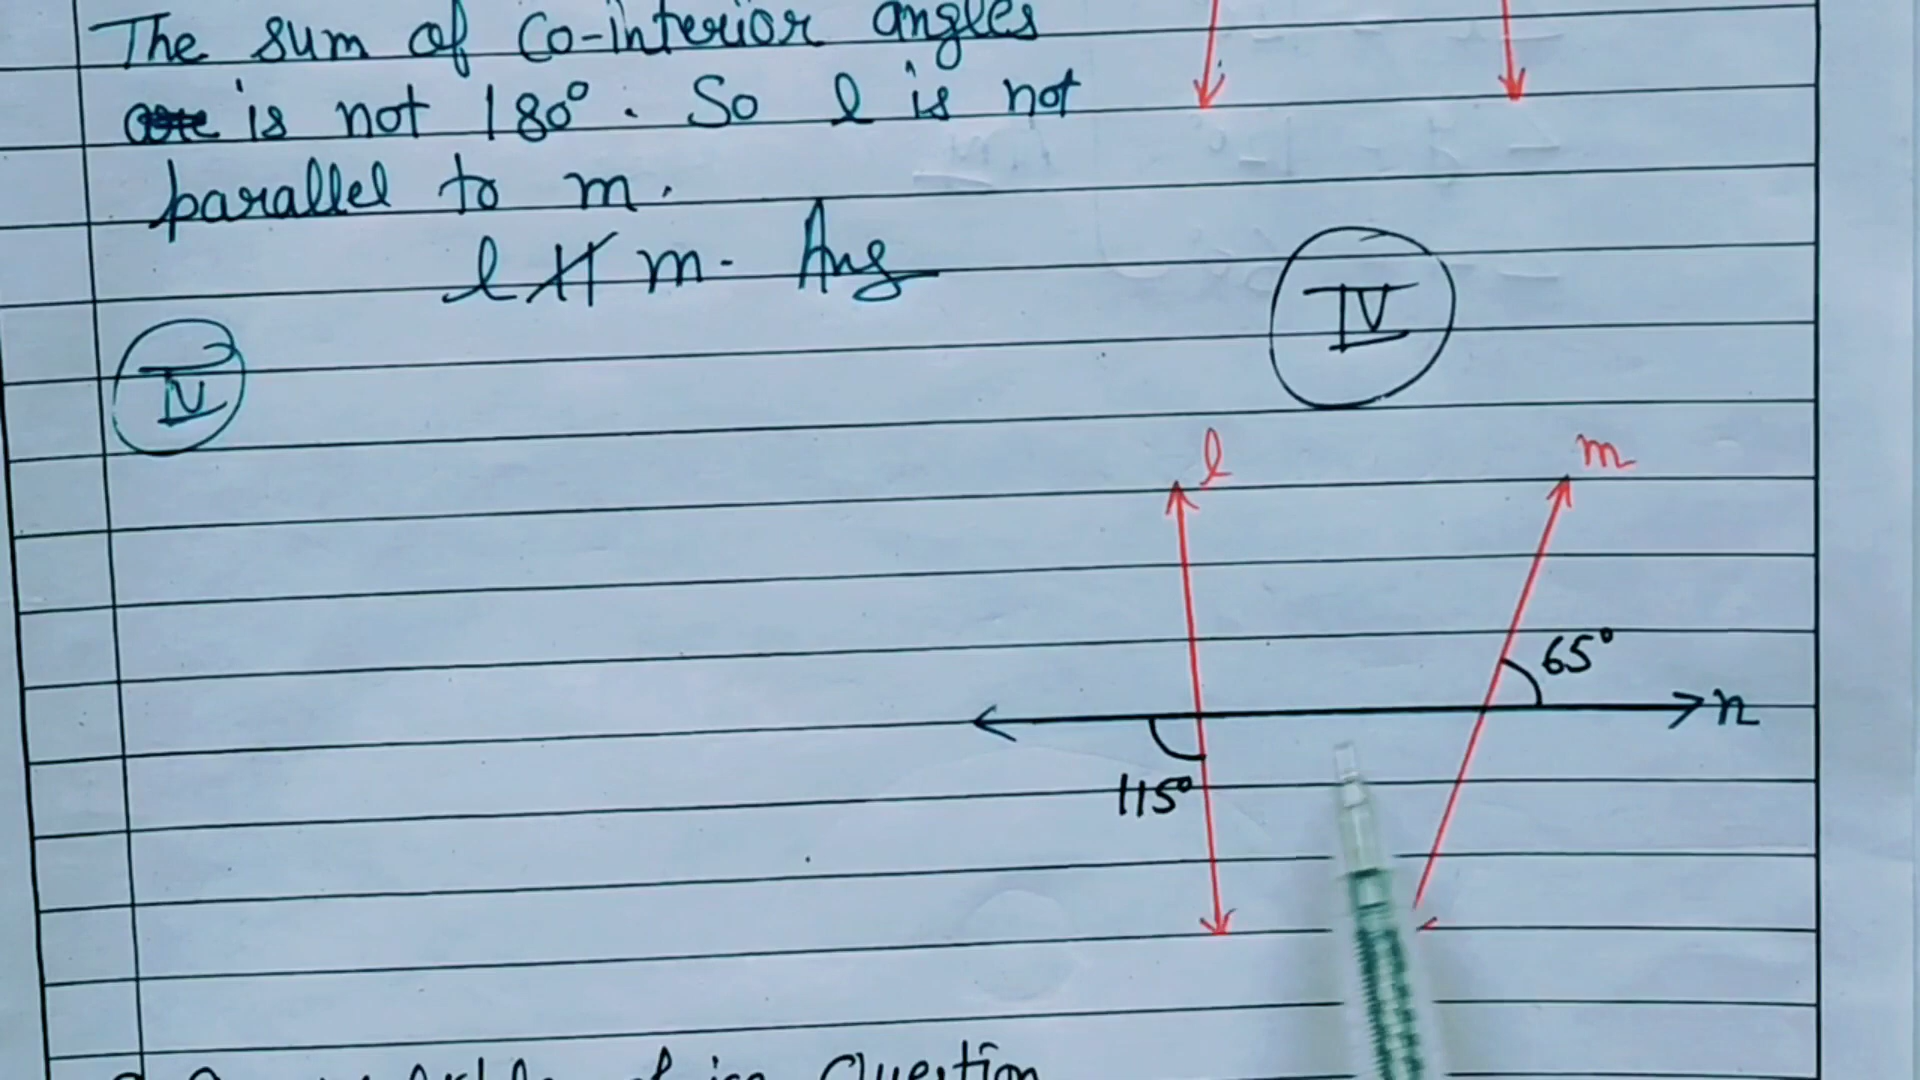 The sum of Co-interior angles
is not 180°. So l is not
parallel to m.
l ∦ m. Ans
IV
IV
l
m
65°
n
115°
Question